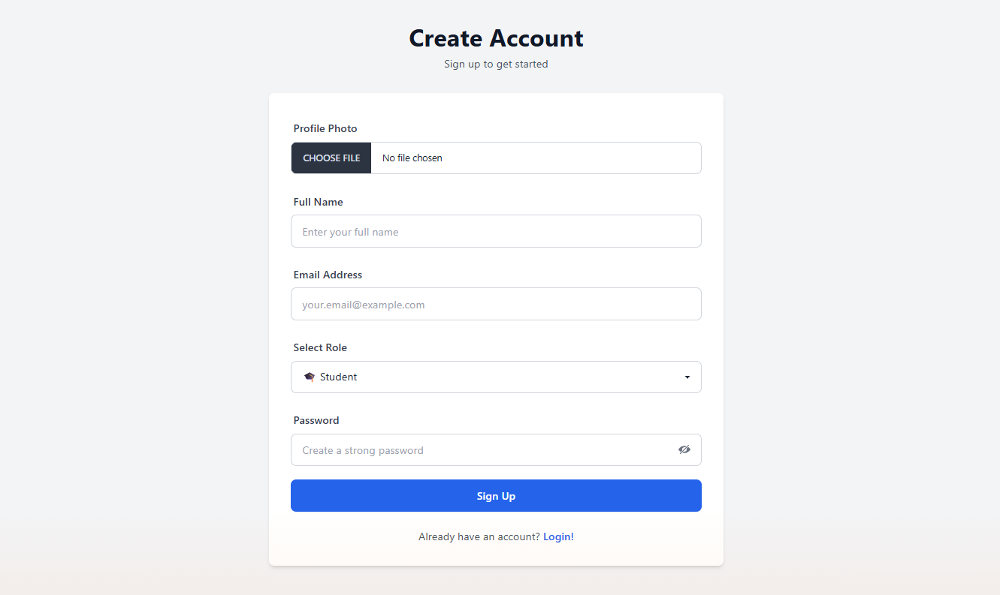 Create Account
Sign up to get started
Profile Photo
CHOOSE FILE No file chosen
Full Name
Enter your full name
Email Address
your.email@example.com
Select Role
🎓 Student
Password
Create a strong password
Sign Up
Already have an account? Login!